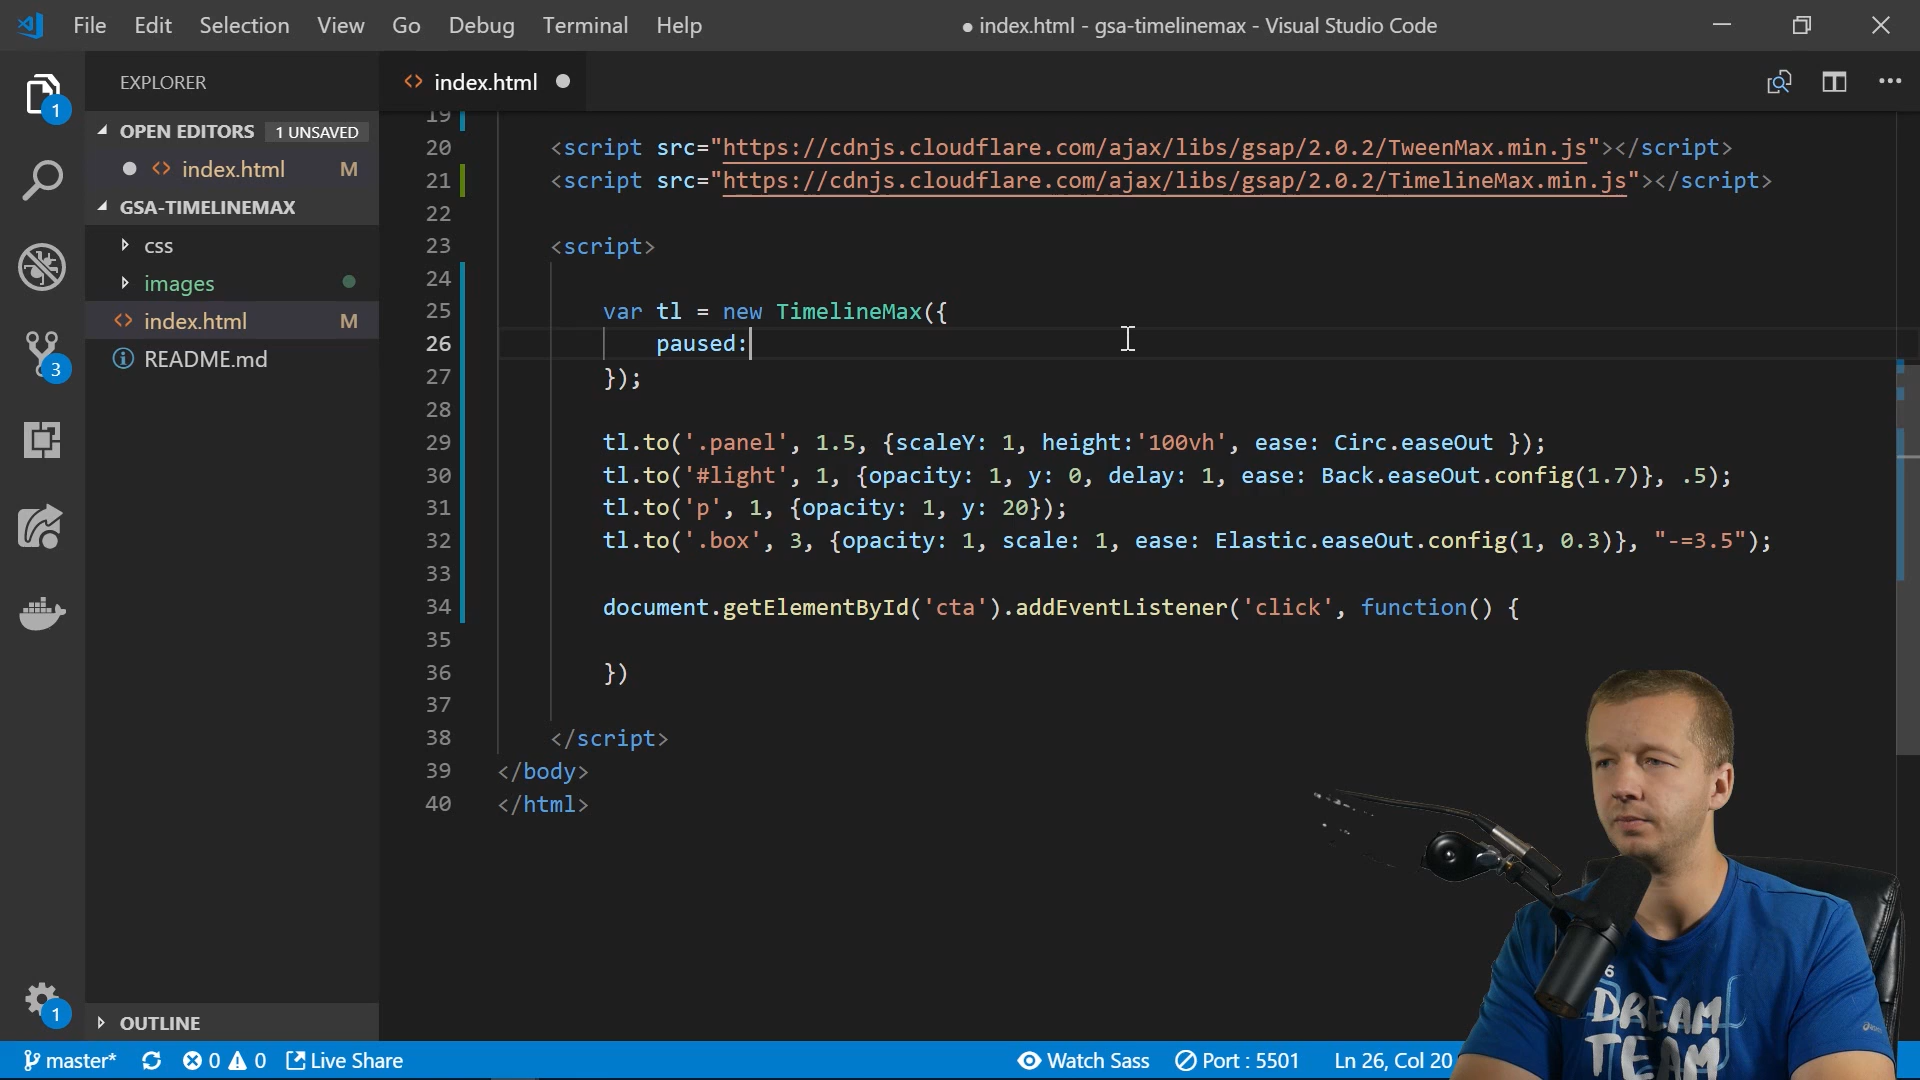 File Edit Selection View Go Debug Terminal Help
● index.html - gsa-timelinemax - Visual Studio Code
EXPLORER
index.html
OPEN EDITORS 1 UNSAVED
index.html M
GSA-TIMELINEMAX
css
images
index.html M
README.md
OUTLINE
1
3
1
19
20 <script src="https://cdnjs.cloudflare.com/ajax/libs/gsap/2.0.2/TweenMax.min.js"></script>
21 <script src="https://cdnjs.cloudflare.com/ajax/libs/gsap/2.0.2/TimelineMax.min.js"></script>
22
23 <script>
24
25 var tl = new TimelineMax({
26 paused:
27 });
28
29 tl.to('.panel', 1.5, {scaleY: 1, height:'100vh', ease: Circ.easeOut });
30 tl.to('#light', 1, {opacity: 1, y: 0, delay: 1, ease: Back.easeOut.config(1.7)}, .5);
31 tl.to('p', 1, {opacity: 1, y: 20});
32 tl.to('.box', 3, {opacity: 1, scale: 1, ease: Elastic.easeOut.config(1, 0.3)}, "-=3.5");
33
34 document.getElementById('cta').addEventListener('click', function() {
35
36 })
37
38 </script>
39 </body>
40 </html>
6
DREAM
TEAM
master* 0 0 Live Share Watch Sass Port : 5501 Ln 26, Col 20